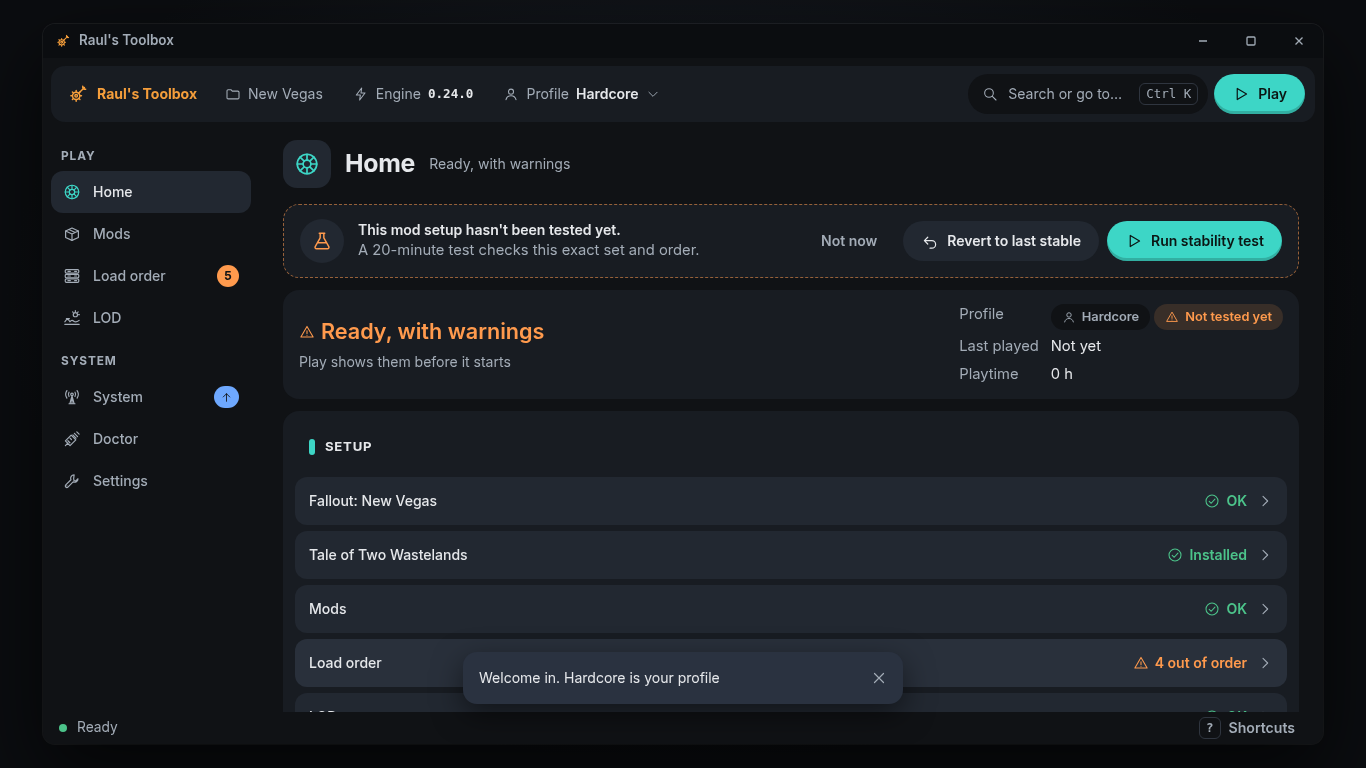 Raul's Toolbox
Raul's Toolbox
New Vegas
Engine 0.24.0
Profile Hardcore
Search or go to...
Ctrl K
Play
PLAY
Home
Mods
Load order
5
LOD
SYSTEM
System
Doctor
Settings
Home
Ready, with warnings
This mod setup hasn't been tested yet.
A 20-minute test checks this exact set and order.
Not now
Revert to last stable
Run stability test
Ready, with warnings
Play shows them before it starts
Profile
Hardcore
Not tested yet
Last played Not yet
Playtime 0 h
SETUP
Fallout: New Vegas
OK
Tale of Two Wastelands
Installed
Mods
OK
Load order
4 out of order
Welcome in. Hardcore is your profile
Ready
? Shortcuts